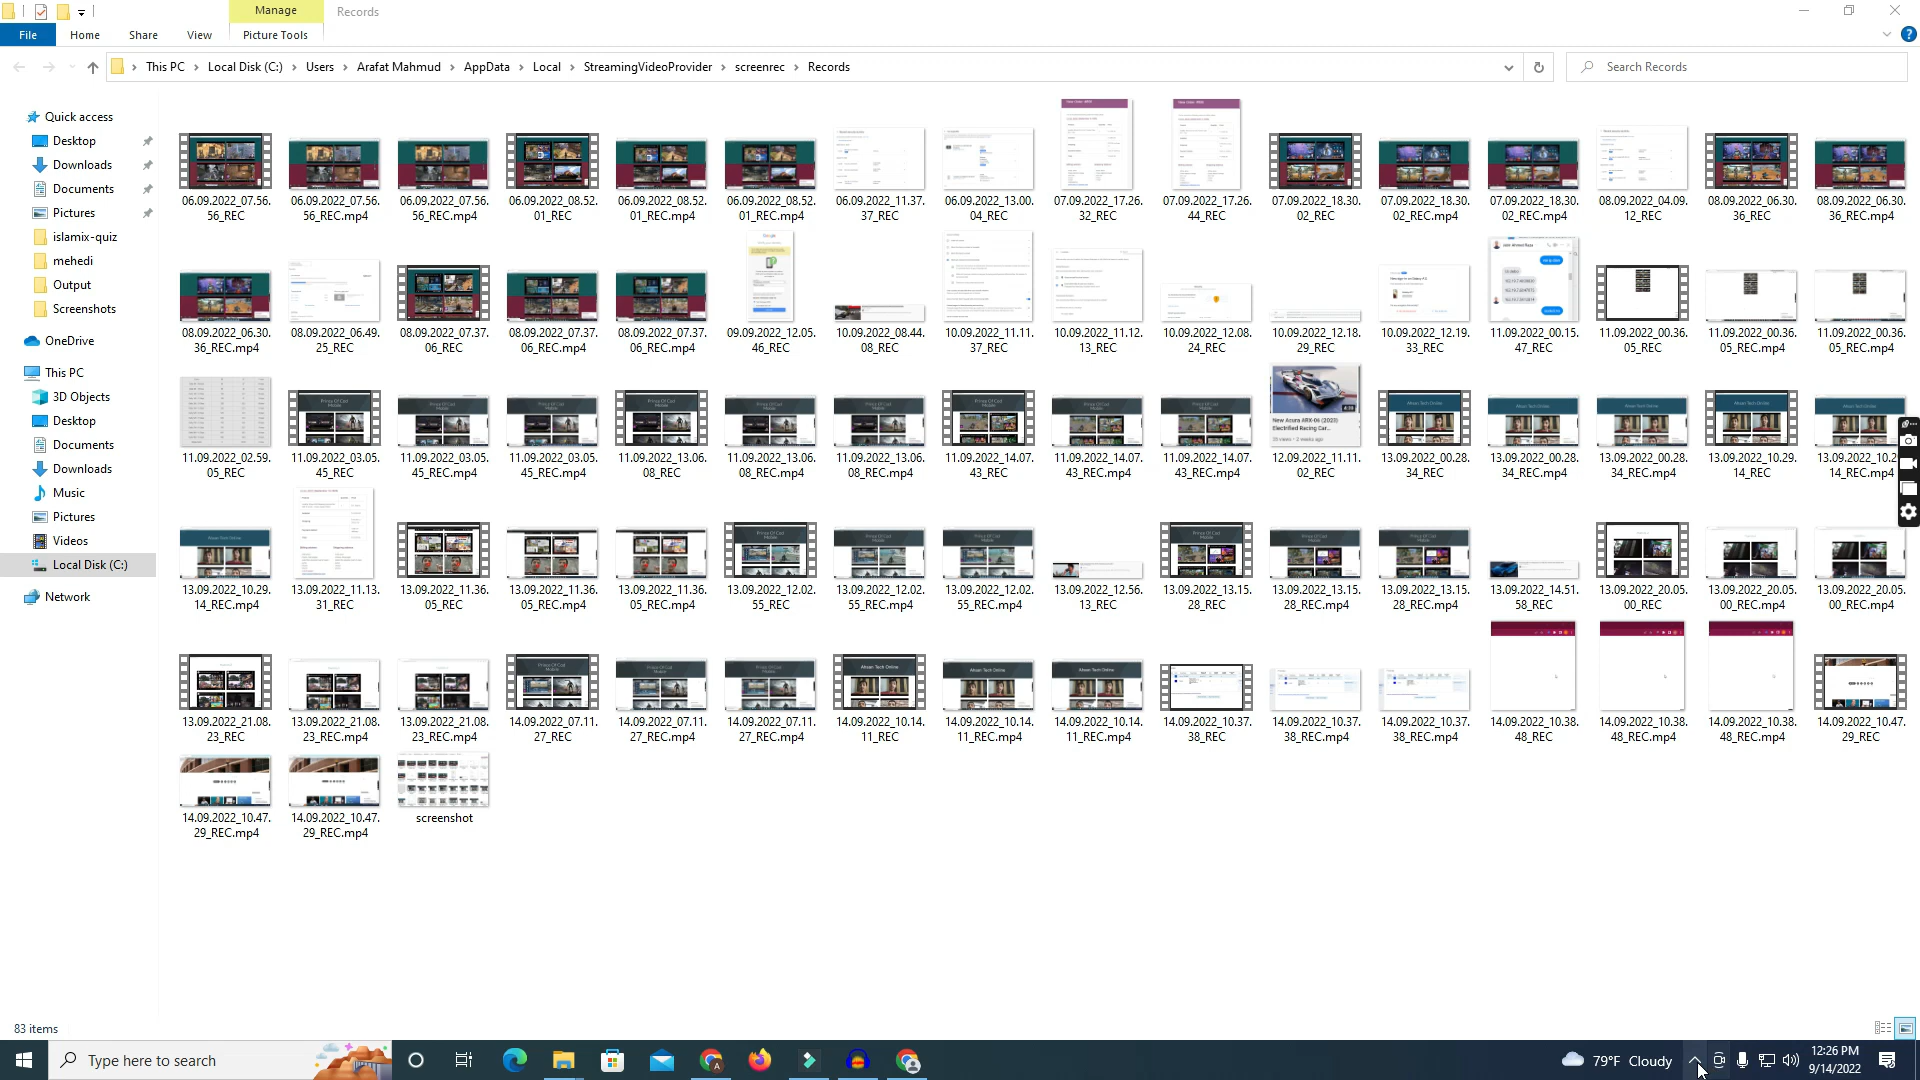 Manage
Records
File
Home
Share
View
Picture Tools
This PC
Local Disk (C:)
Users
Arafat Mahmud
AppData
Local
StreamingVideoProvider
screenrec
Records
Search Records
Quick access
Desktop
Downloads
Documents
Pictures
islamix-quiz
mehedi
Output
Screenshots
OneDrive
This PC
3D Objects
Desktop
Documents
Downloads
Music
Pictures
Videos
Local Disk (C:)
Network
06.09.2022_07.56.
56_REC
06.09.2022_07.56.
56_REC.mp4
06.09.2022_07.56.
56_REC.mp4
06.09.2022_08.52.
01_REC
06.09.2022_08.52.
01_REC.mp4
06.09.2022_08.52.
01_REC.mp4
06.09.2022_11.37.
37_REC
06.09.2022_13.00.
04_REC
07.09.2022_17.26.
32_REC
07.09.2022_17.26.
44_REC
07.09.2022_18.30.
02_REC
07.09.2022_18.30.
02_REC.mp4
07.09.2022_18.30.
02_REC.mp4
08.09.2022_04.09.
12_REC
08.09.2022_06.30.
36_REC
08.09.2022_06.30.
36_REC.mp4
08.09.2022_06.30.
36_REC.mp4
08.09.2022_06.49.
25_REC
08.09.2022_07.37.
06_REC
08.09.2022_07.37.
06_REC.mp4
08.09.2022_07.37.
06_REC.mp4
09.09.2022_12.05.
46_REC
10.09.2022_08.44.
08_REC
10.09.2022_11.11.
37_REC
10.09.2022_11.12.
13_REC
10.09.2022_12.08.
24_REC
10.09.2022_12.18.
29_REC
10.09.2022_12.19.
33_REC
11.09.2022_00.15.
47_REC
11.09.2022_00.36.
05_REC
11.09.2022_00.36.
05_REC.mp4
11.09.2022_00.36.
05_REC.mp4
New Acura ARX-06 (2023)
Electrified Racing Car...
11.09.2022_02.59.
05_REC
11.09.2022_03.05.
45_REC
11.09.2022_03.05.
45_REC.mp4
11.09.2022_03.05.
45_REC.mp4
11.09.2022_13.06.
08_REC
11.09.2022_13.06.
08_REC.mp4
11.09.2022_13.06.
08_REC.mp4
11.09.2022_14.07.
43_REC
11.09.2022_14.07.
43_REC.mp4
11.09.2022_14.07.
43_REC.mp4
12.09.2022_11.11.
02_REC
13.09.2022_00.28.
34_REC
13.09.2022_00.28.
34_REC.mp4
13.09.2022_00.28.
34_REC.mp4
13.09.2022_10.29.
14_REC
13.09.2022_10.2
14_REC.mp4
13.09.2022_10.29.
14_REC.mp4
13.09.2022_11.13.
31_REC
13.09.2022_11.36.
05_REC
13.09.2022_11.36.
05_REC.mp4
13.09.2022_11.36.
05_REC.mp4
13.09.2022_12.02.
55_REC
13.09.2022_12.02.
55_REC.mp4
13.09.2022_12.02.
55_REC.mp4
13.09.2022_12.56.
13_REC
13.09.2022_13.15.
28_REC
13.09.2022_13.15.
28_REC.mp4
13.09.2022_13.15.
28_REC.mp4
13.09.2022_14.51.
58_REC
13.09.2022_20.05.
00_REC
13.09.2022_20.05.
00_REC.mp4
13.09.2022_20.05.
00_REC.mp4
13.09.2022_21.08.
23_REC
13.09.2022_21.08.
23_REC.mp4
13.09.2022_21.08.
23_REC.mp4
14.09.2022_07.11.
27_REC
14.09.2022_07.11.
27_REC.mp4
14.09.2022_07.11.
27_REC.mp4
14.09.2022_10.14.
11_REC
14.09.2022_10.14.
11_REC.mp4
14.09.2022_10.14.
11_REC.mp4
14.09.2022_10.37.
38_REC
14.09.2022_10.37.
38_REC.mp4
14.09.2022_10.37.
38_REC.mp4
14.09.2022_10.38.
48_REC
14.09.2022_10.38.
48_REC.mp4
14.09.2022_10.38.
48_REC.mp4
14.09.2022_10.47.
29_REC
14.09.2022_10.47.
29_REC.mp4
14.09.2022_10.47.
29_REC.mp4
screenshot
83 items
Type here to search
79°F Cloudy
12:26 PM
9/14/2022